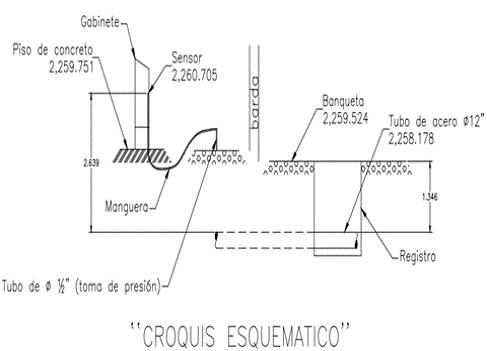 Gabinete
Piso de concreto
2,259.751
Sensor
2,260.705
barda
Banqueta
2,259.524
Tubo de acero ø12"
2,258.178
2.639
1.346
Manguera
Registro
Tubo de ø ½" (toma de presión)
"CROQUIS ESQUEMATICO"